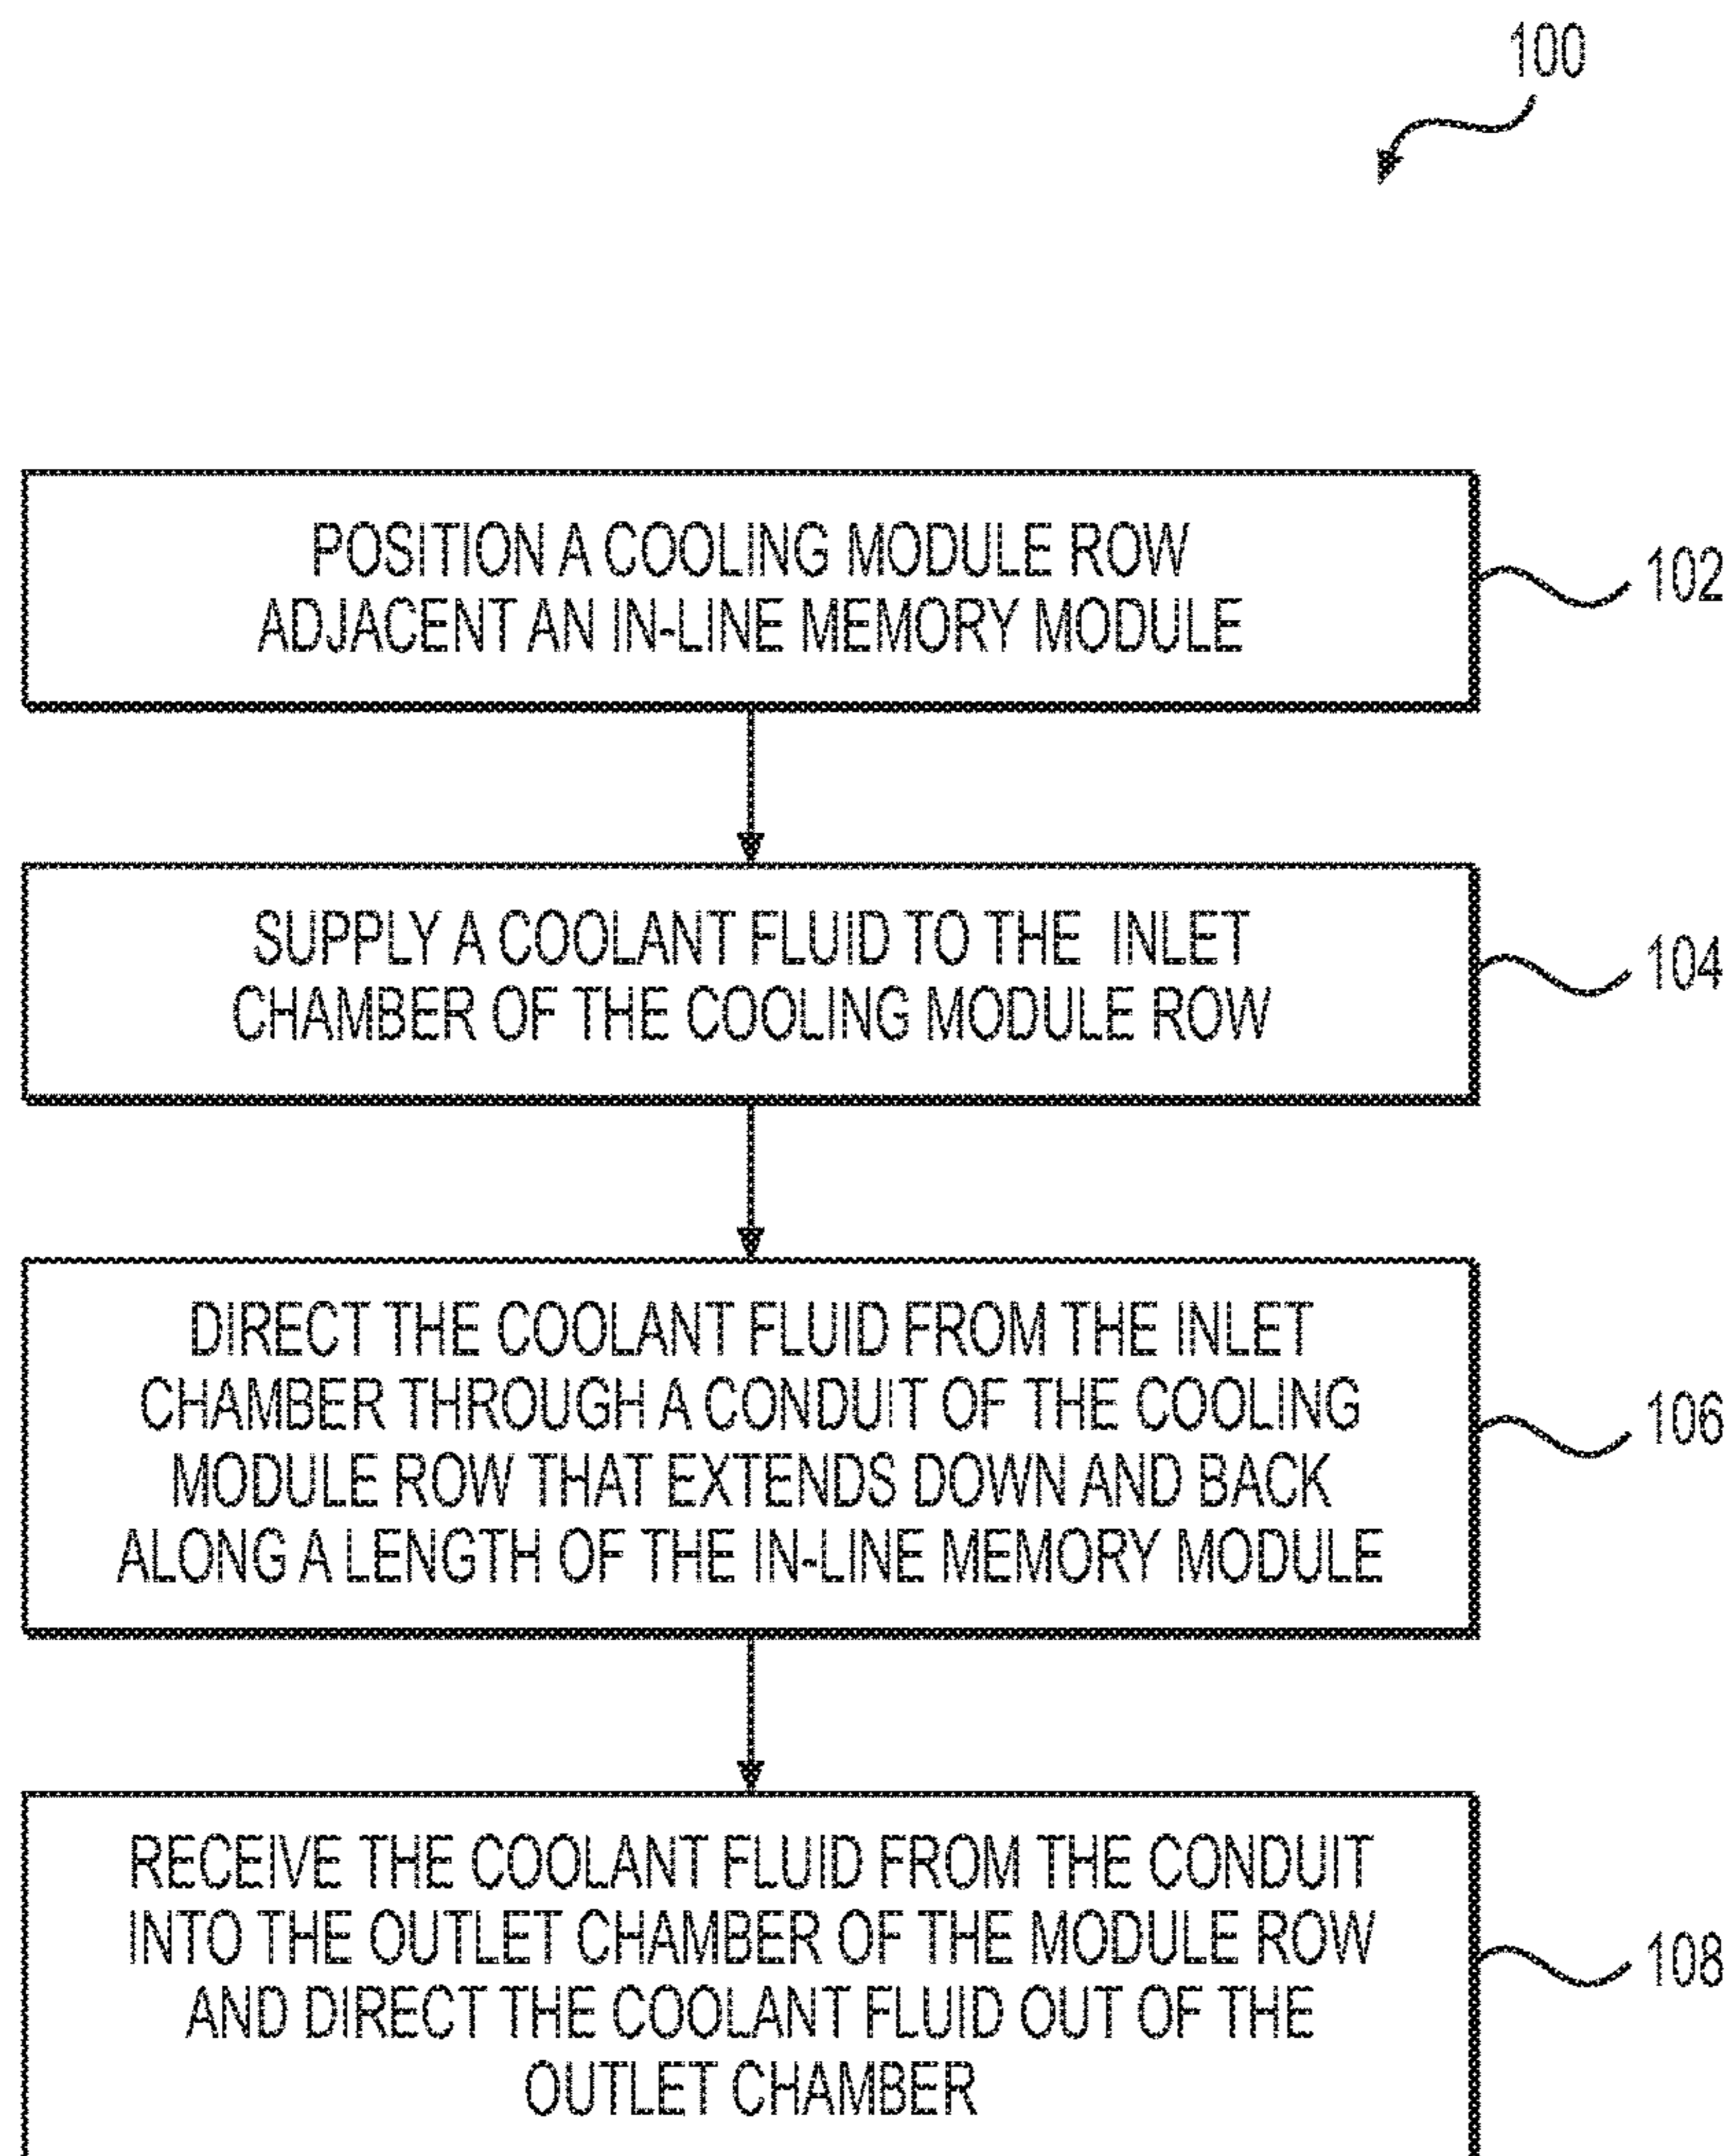 100
POSITION A COOLING MODULE ROW
ADJACENT AN IN-LINE MEMORY MODULE
102
SUPPLY A COOLANT FLUID TO THE INLET
CHAMBER OF THE COOLING MODULE ROW
104
DIRECT THE COOLANT FLUID FROM THE INLET
CHAMBER THROUGH A CONDUIT OF THE COOLING
MODULE ROW THAT EXTENDS DOWN AND BACK
ALONG A LENGTH OF THE IN-LINE MEMORY MODULE
106
RECEIVE THE COOLANT FLUID FROM THE CONDUIT
INTO THE OUTLET CHAMBER OF THE MODULE ROW
AND DIRECT THE COOLANT FLUID OUT OF THE
OUTLET CHAMBER
108